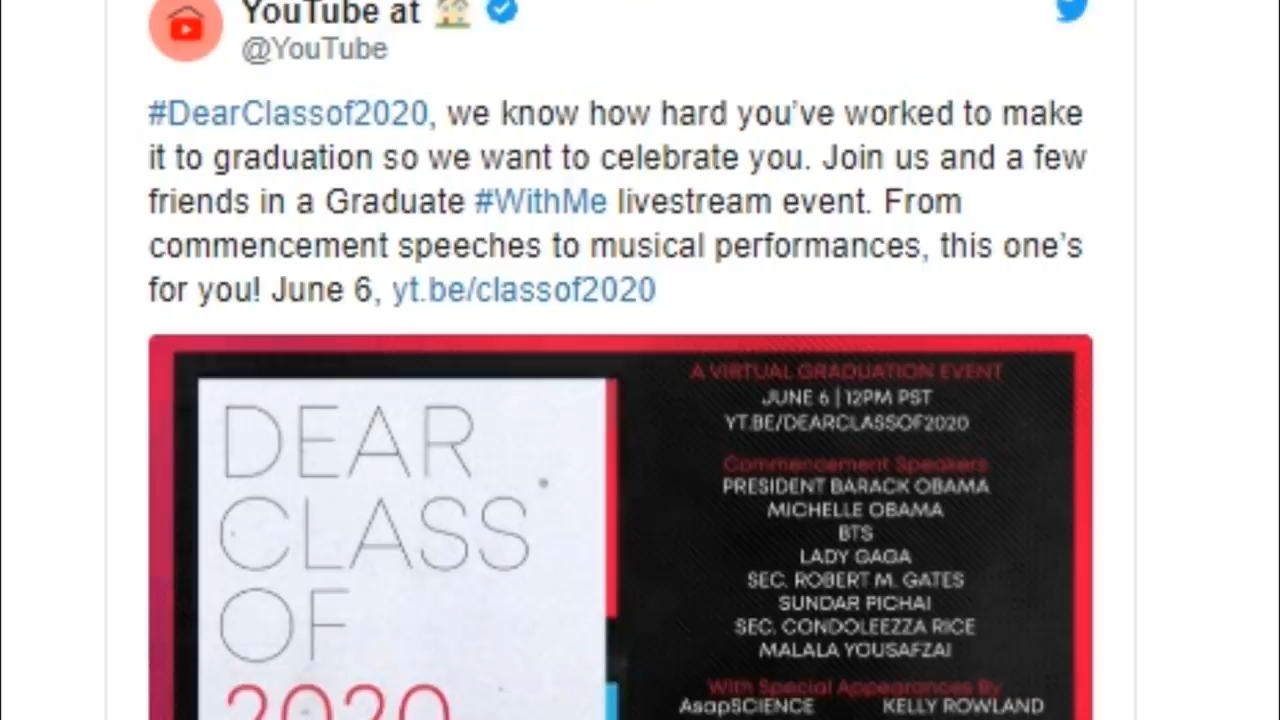 YouTube at
@YouTube
#DearClassof2020, we know how hard you've worked to make
it to graduation so we want to celebrate you. Join us and a few
friends in a Graduate #WithMe livestream event. From
commencement speeches to musical performances, this one's
for you! June 6, yt.be/classof2020
DEAR
CLASS
OF
2020
A VIRTUAL GRADUATION EVENT
JUNE 6 | 12PM PST
YT.BE/DEARCLASSOF2020
Commencement Speakers
PRESIDENT BARACK OBAMA
MICHELLE OBAMA
BTS
LADY GAGA
SEC. ROBERT M. GATES
SUNDAR PICHAI
SEC. CONDOLEEZZA RICE
MALALA YOUSAFZAI
With Special Appearances By
AsapSCIENCE KELLY ROWLAND